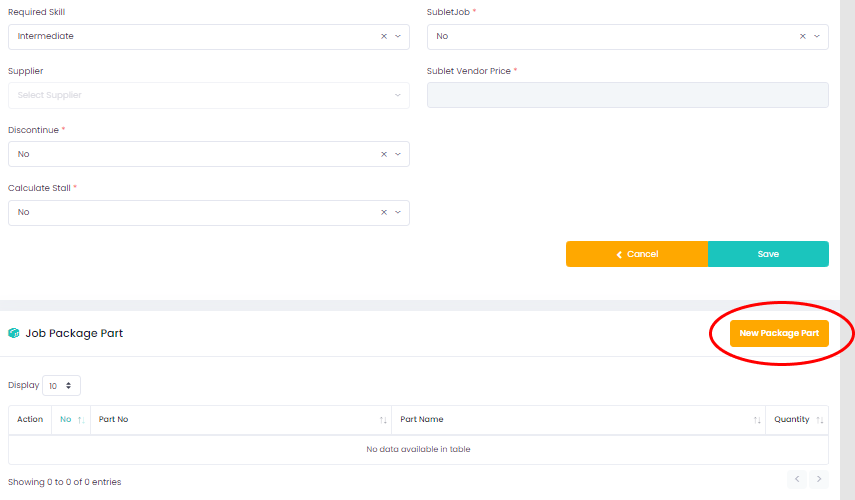 Required Skill
SubletJob *
Intermediate
No
Supplier
Sublet Vendor Price *
Select Supplier
Discontinue *
No
Calculate Stall *
No
Cancel
Save
Job Package Part
New Package Part
Display 10
Action No Part No Part Name Quantity
No data available in table
Showing 0 to 0 of 0 entries